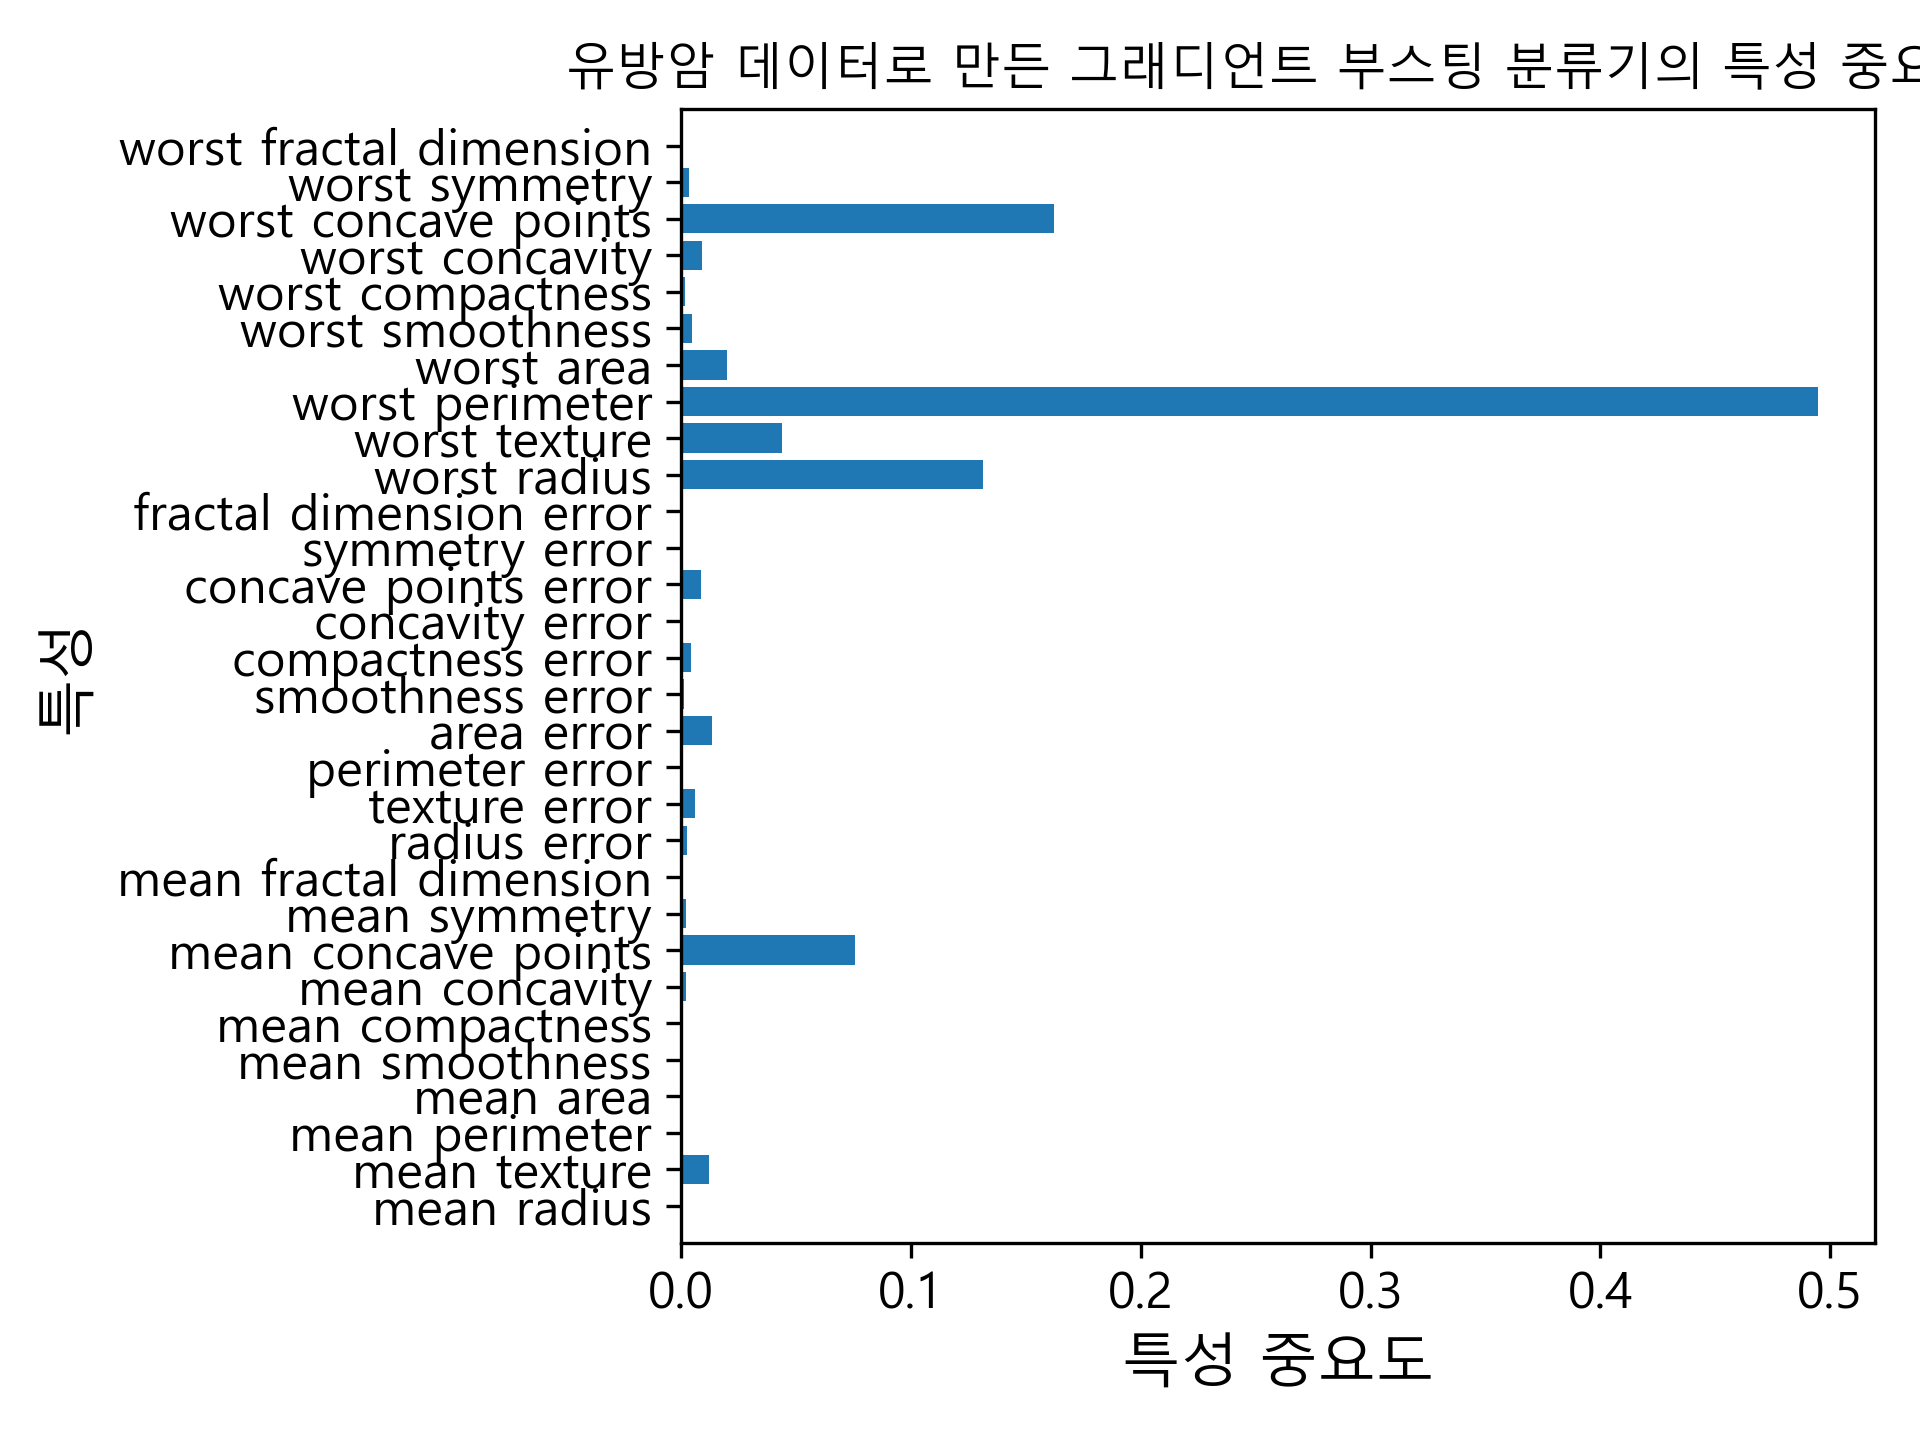 유방암 데이터로 만든 그래디언트 부스팅 분류기의 특성 중요
worst fractal dimension
worst symmetry
worst concave points
worst concavity
worst compactness
worst smoothness
worst area
worst perimeter
worst texture
worst radius
fractal dimension error
symmetry error
concave points error
concavity error
compactness error
smoothness error
area error
perimeter error
texture error
radius error
mean fractal dimension
mean symmetry
mean concave points
mean concavity
mean compactness
mean smoothness
mean area
mean perimeter
mean texture
mean radius
특성
0.0 0.1 0.2 0.3 0.4 0.5
특성 중요도